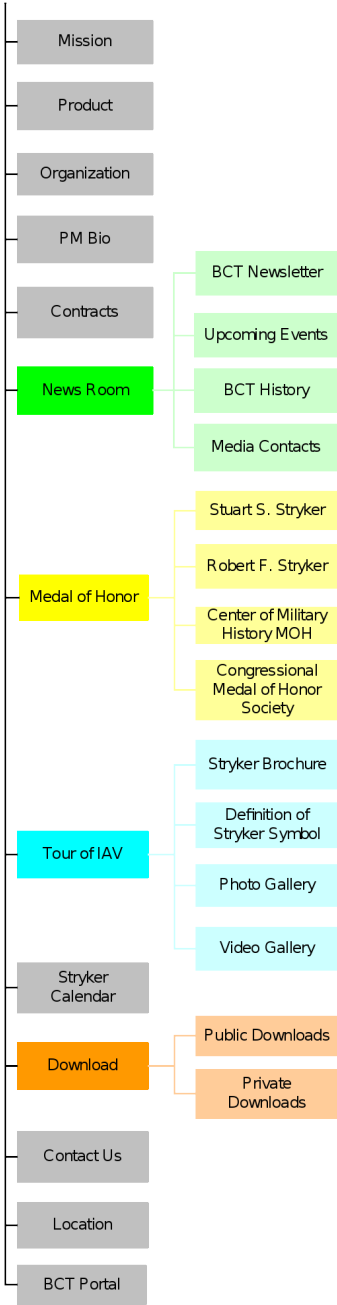 Mission
Product
Organization
PM Bio
Contracts
News Room
BCT Newsletter
Upcoming Events
BCT History
Media Contacts
Medal of Honor
Stuart S. Stryker
Robert F. Stryker
Center of Military
History MOH
Congressional
Medal of Honor
Society
Tour of IAV
Stryker Brochure
Definition of
Stryker Symbol
Photo Gallery
Video Gallery
Stryker
Calendar
Download
Public Downloads
Private
Downloads
Contact Us
Location
BCT Portal